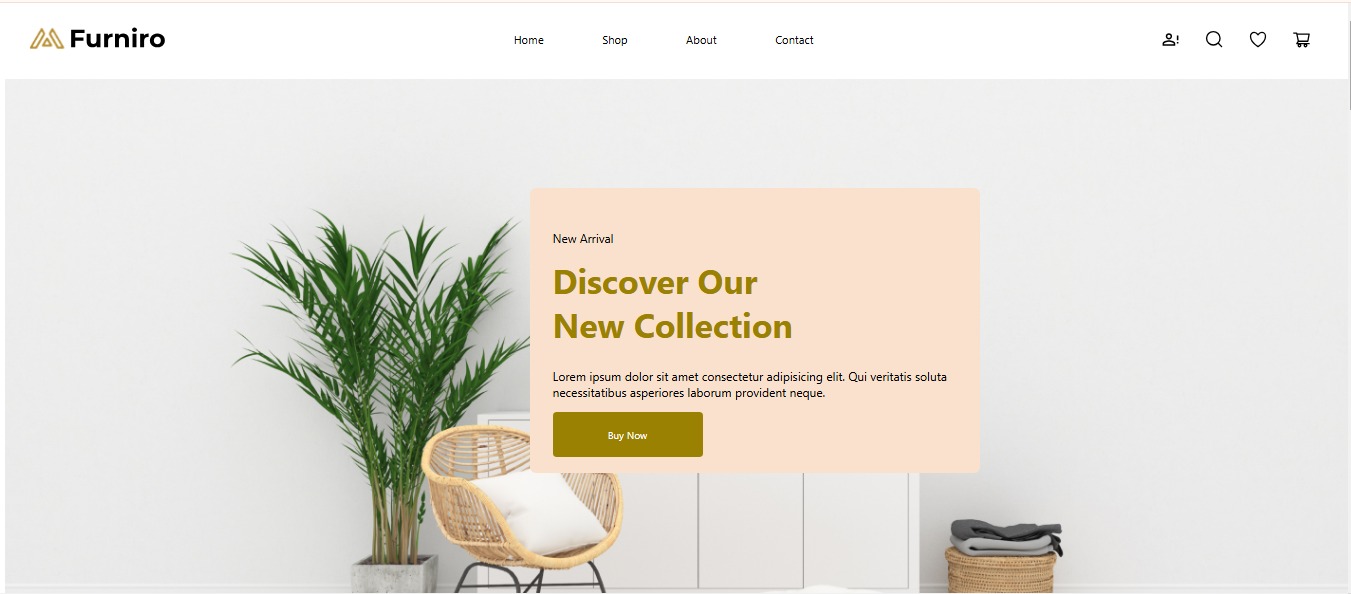 Furniro
Home
Shop
About
Contact
New Arrival
Discover Our
New Collection
Lorem ipsum dolor sit amet consectetur adipisicing elit. Qui veritatis soluta
necessitatibus asperiores laborum provident neque.
Buy Now